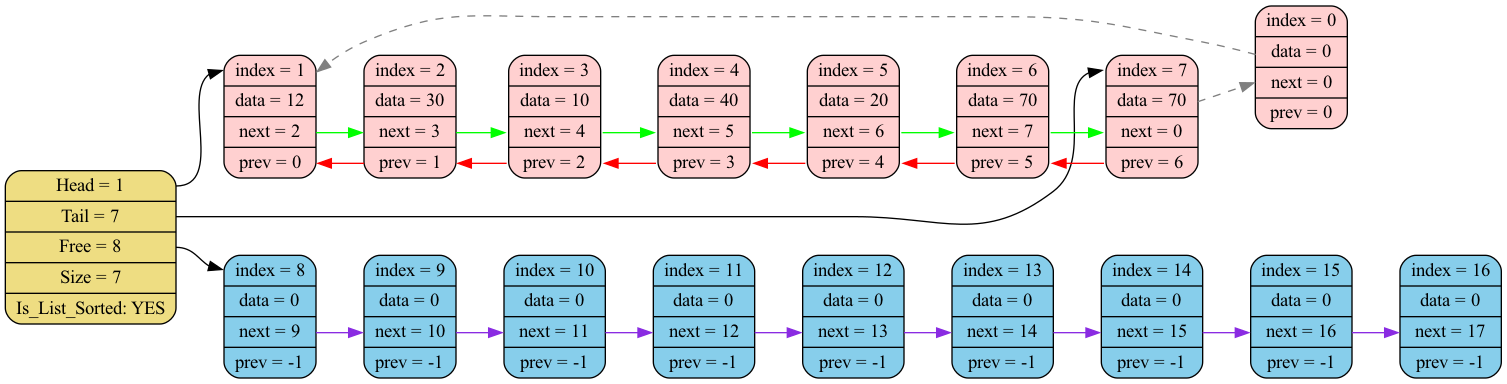 index = 0
data = 0
next = 0
prev = 0
index = 1
data = 12
next = 2
prev = 0
index = 2
data = 30
next = 3
prev = 1
index = 3
data = 10
next = 4
prev = 2
index = 4
data = 40
next = 5
prev = 3
index = 5
data = 20
next = 6
prev = 4
index = 6
data = 70
next = 7
prev = 5
index = 7
data = 70
next = 0
prev = 6
Head = 1
Tail = 7
Free = 8
Size = 7
Is_List_Sorted: YES
index = 8
data = 0
next = 9
prev = -1
index = 9
data = 0
next = 10
prev = -1
index = 10
data = 0
next = 11
prev = -1
index = 11
data = 0
next = 12
prev = -1
index = 12
data = 0
next = 13
prev = -1
index = 13
data = 0
next = 14
prev = -1
index = 14
data = 0
next = 15
prev = -1
index = 15
data = 0
next = 16
prev = -1
index = 16
data = 0
next = 17
prev = -1